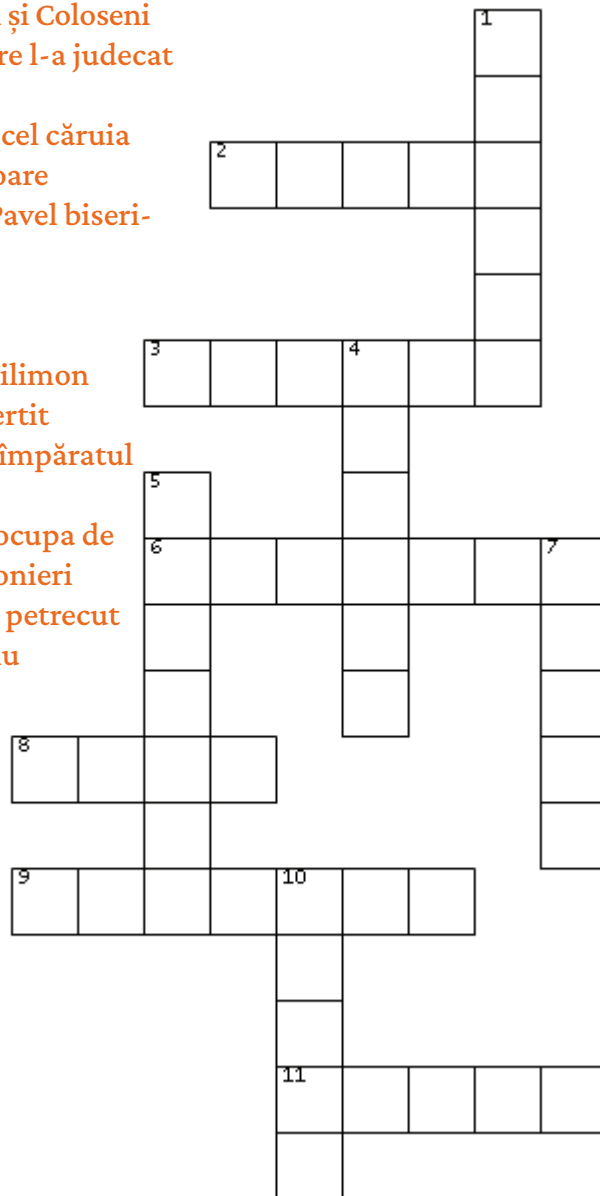 și Coloseni
re l-a judecat
cel căruia
oare
Pavel biseri-
ilimon
ertit
împăratul
ocupa de
onieri
petrecut
u
1
2
3
4
5
6
7
8
9
10
11